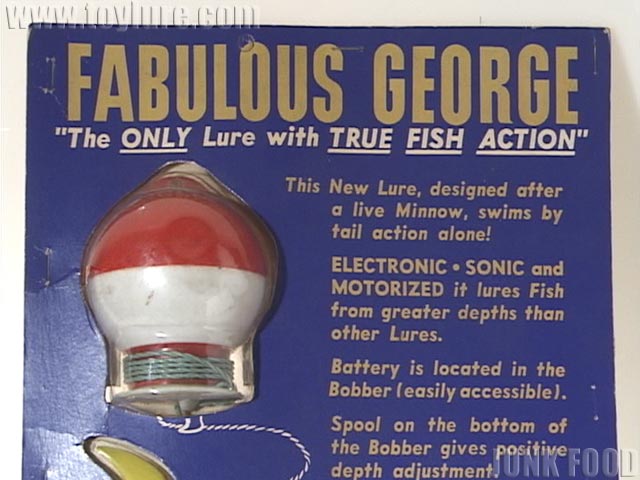 www.toylure.com
FABULOUS GEORGE
"The ONLY Lure with TRUE FISH ACTION"
This New Lure, designed after
a live Minnow, swims by
tail action alone!
ELECTRONIC • SONIC and
MOTORIZED it lures Fish
from greater depths than
other Lures.
Battery is located in the
Bobber (easily accessible).
Spool on the bottom of
the Bobber gives positive
depth adjustment.
JUNK FOOD